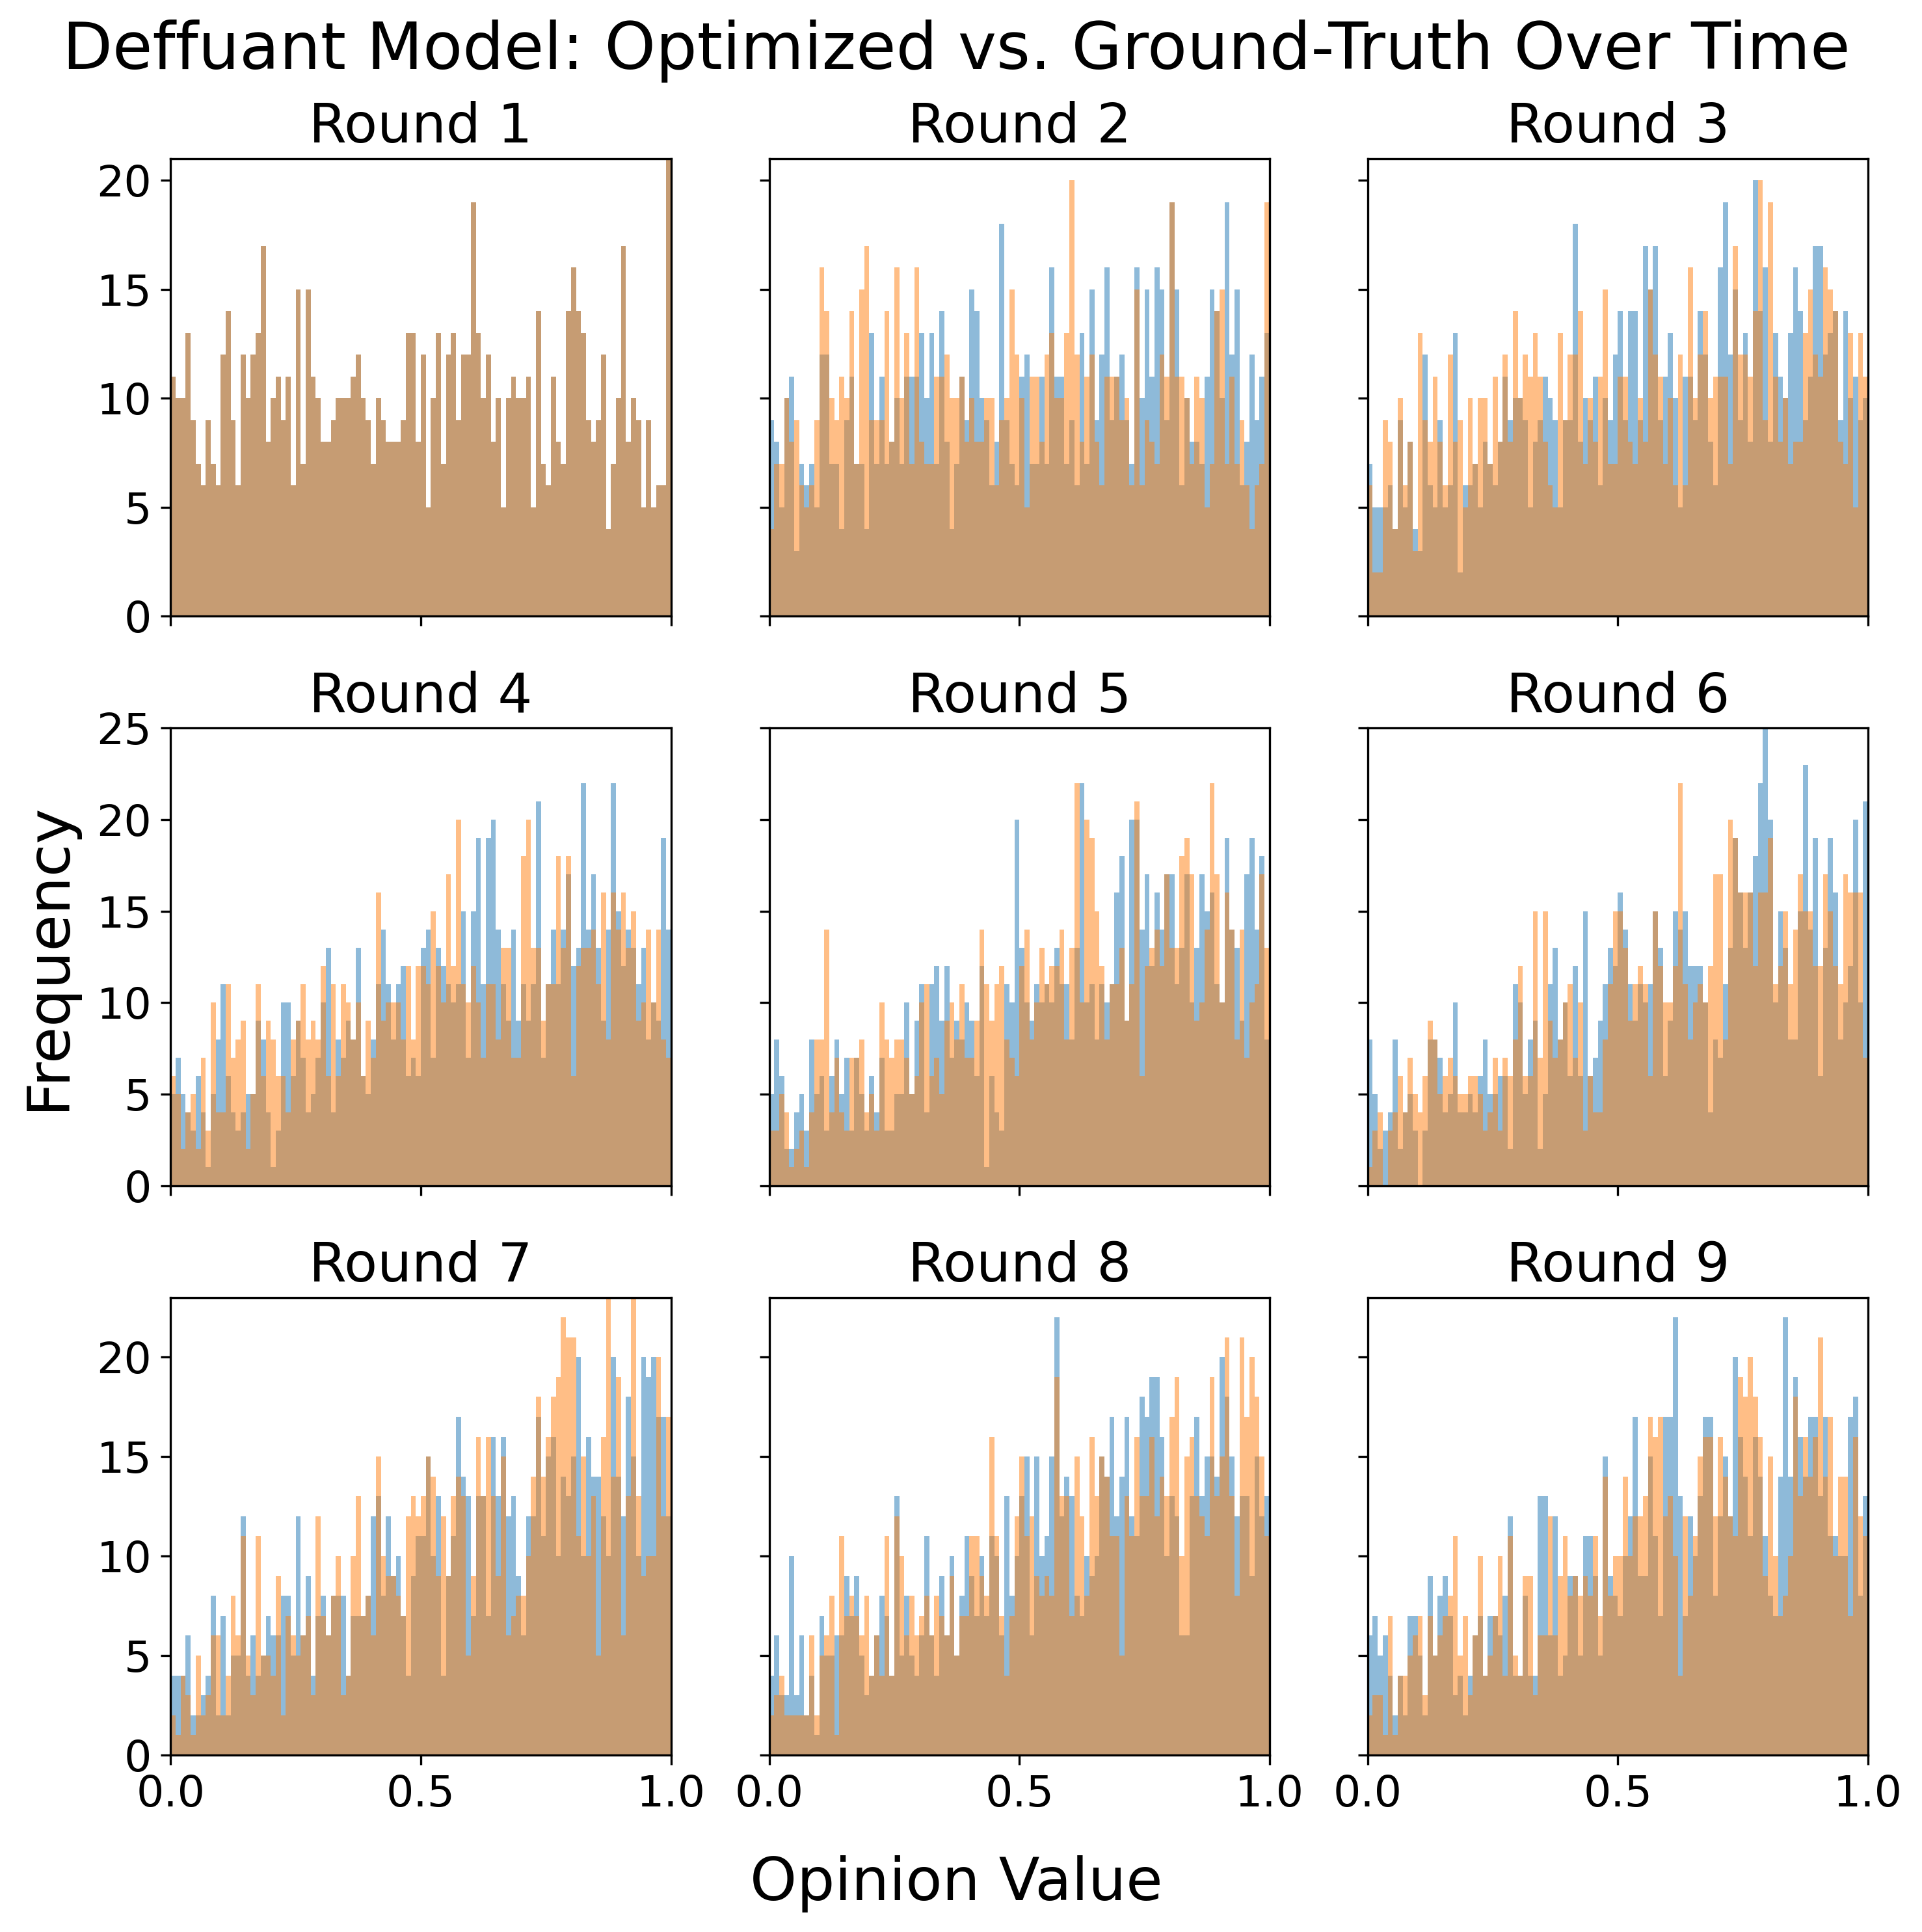 Deffuant Model: Optimized vs. Ground-Truth Over Time
Round 1
Round 2
Round 3
20
15
10
5
0
Round 4
Round 5
Round 6
25
20
15
10
5
0
Frequency
Round 7
Round 8
Round 9
20
15
10
5
0
0.0 0.5 1.0 0.0 0.5 1.0 0.0 0.5 1.0
Opinion Value